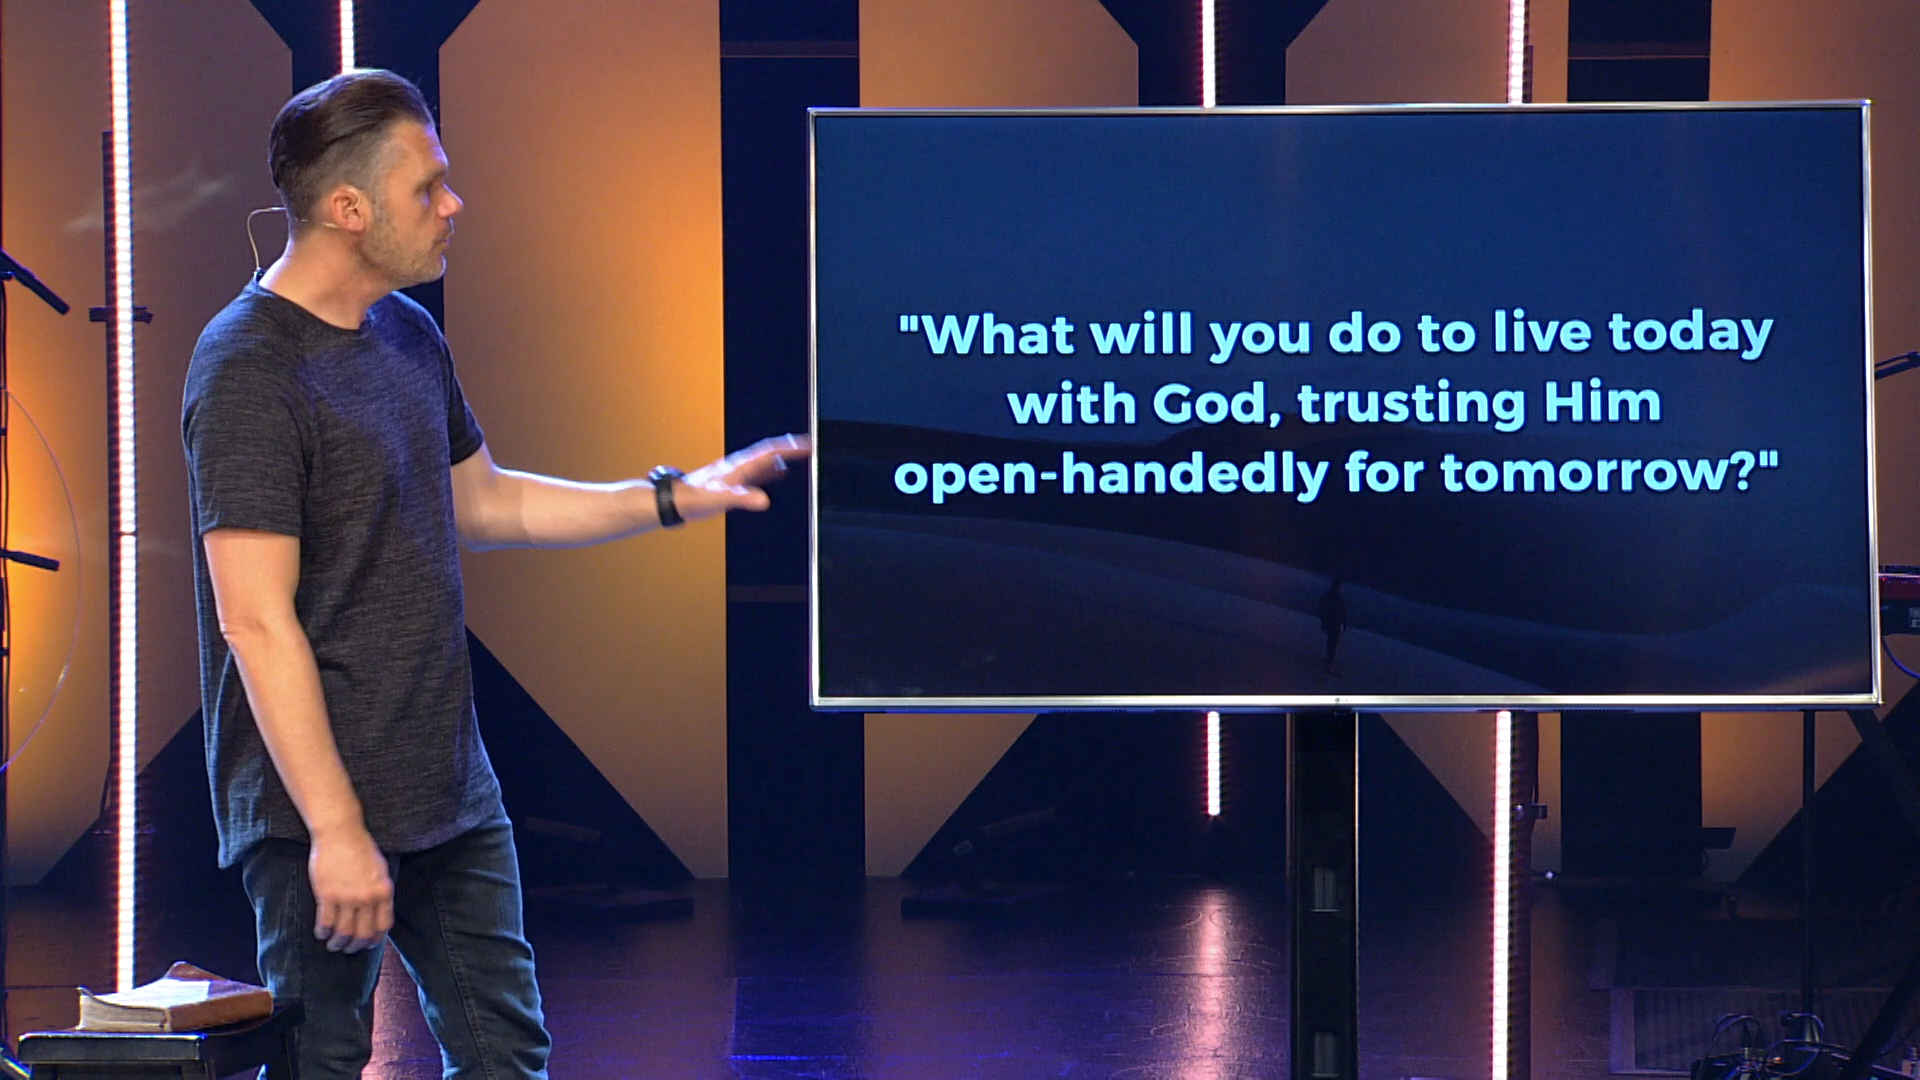 "What will you do to live today
with God, trusting Him
open-handedly for tomorrow?"